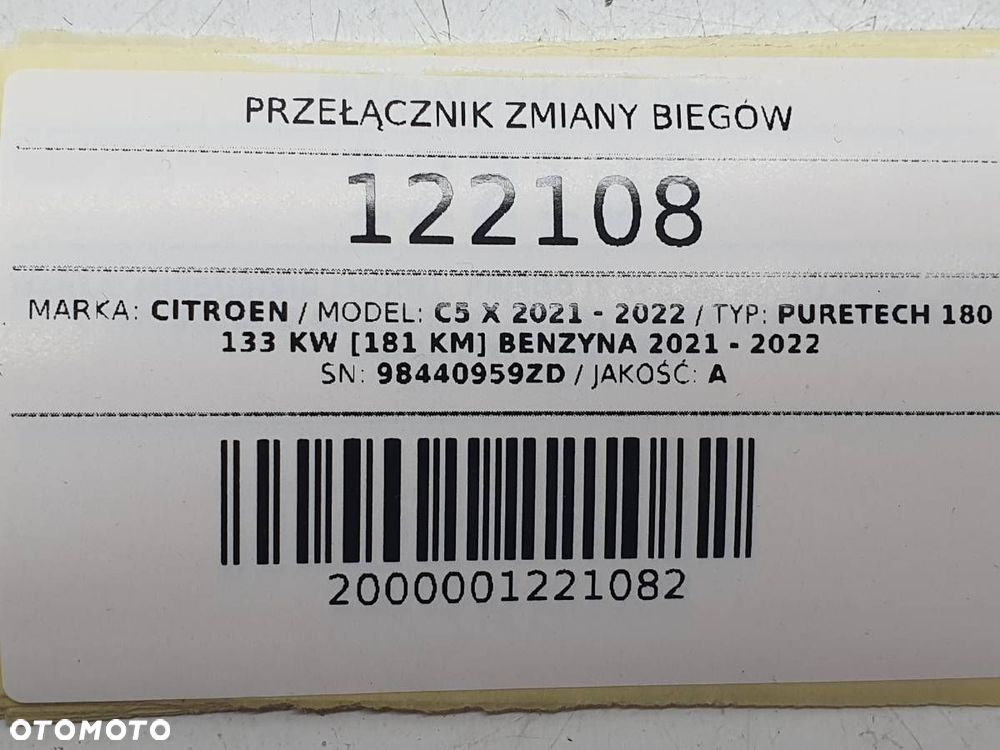 PRZEŁĄCZNIK ZMIANY BIEGÓW
122108
MARKA: CITROEN / MODEL: C5 X 2021 - 2022 / TYP: PURETECH 180
133 KW [181 KM] BENZYNA 2021 - 2022
SN: 98440959ZD / JAKOŚĆ: A
2000001221082
OTOMOTO